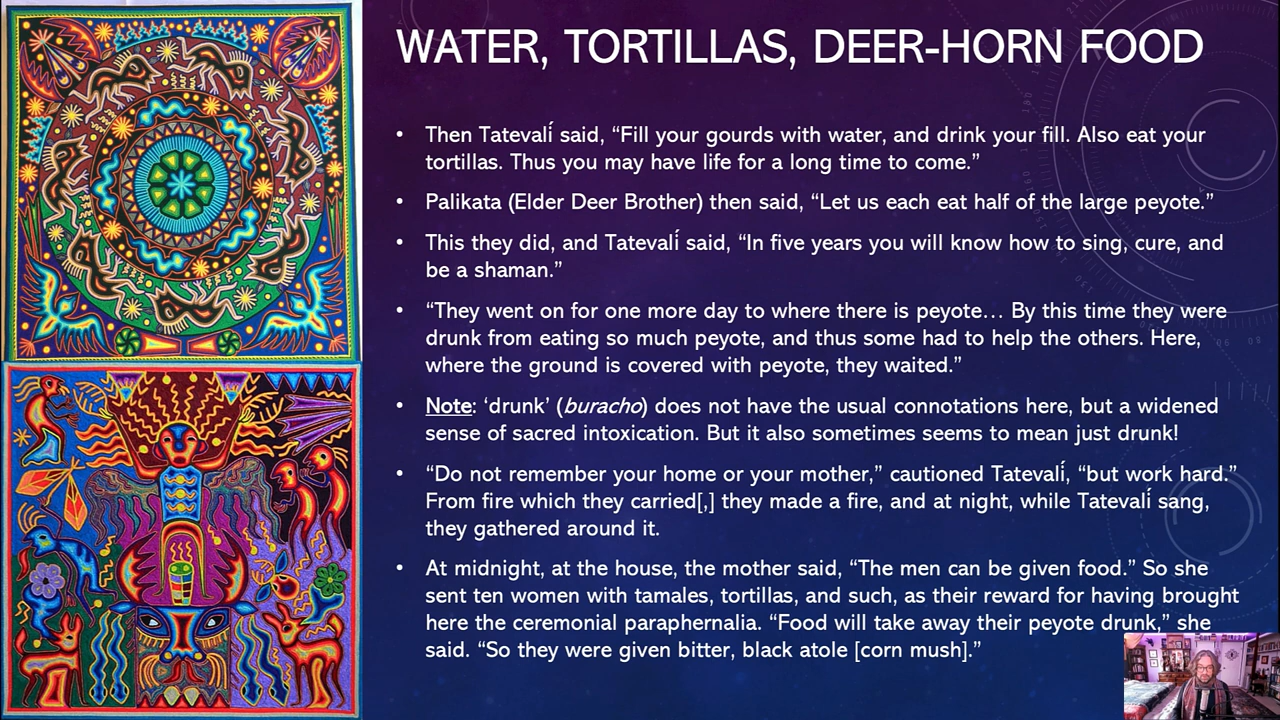 WATER, TORTILLAS, DEER-HORN FOOD
• Then Tatevalí said, “Fill your gourds with water, and drink your fill. Also eat your
tortillas. Thus you may have life for a long time to come.”
• Palikata (Elder Deer Brother) then said, “Let us each eat half of the large peyote.”
• This they did, and Tatevalí said, “In five years you will know how to sing, cure, and
be a shaman.”
• “They went on for one more day to where there is peyote… By this time they were
drunk from eating so much peyote, and thus some had to help the others. Here,
where the ground is covered with peyote, they waited.”
• Note: ‘drunk’ (buracho) does not have the usual connotations here, but a widened
sense of sacred intoxication. But it also sometimes seems to mean just drunk!
• “Do not remember your home or your mother,” cautioned Tatevalí, “but work hard.”
From fire which they carried[,] they made a fire, and at night, while Tatevalí sang,
they gathered around it.
• At midnight, at the house, the mother said, “The men can be given food.” So she
sent ten women with tamales, tortillas, and such, as their reward for having brought
here the ceremonial paraphernalia. “Food will take away their peyote drunk,” she
said. “So they were given bitter, black atole [corn mush].”